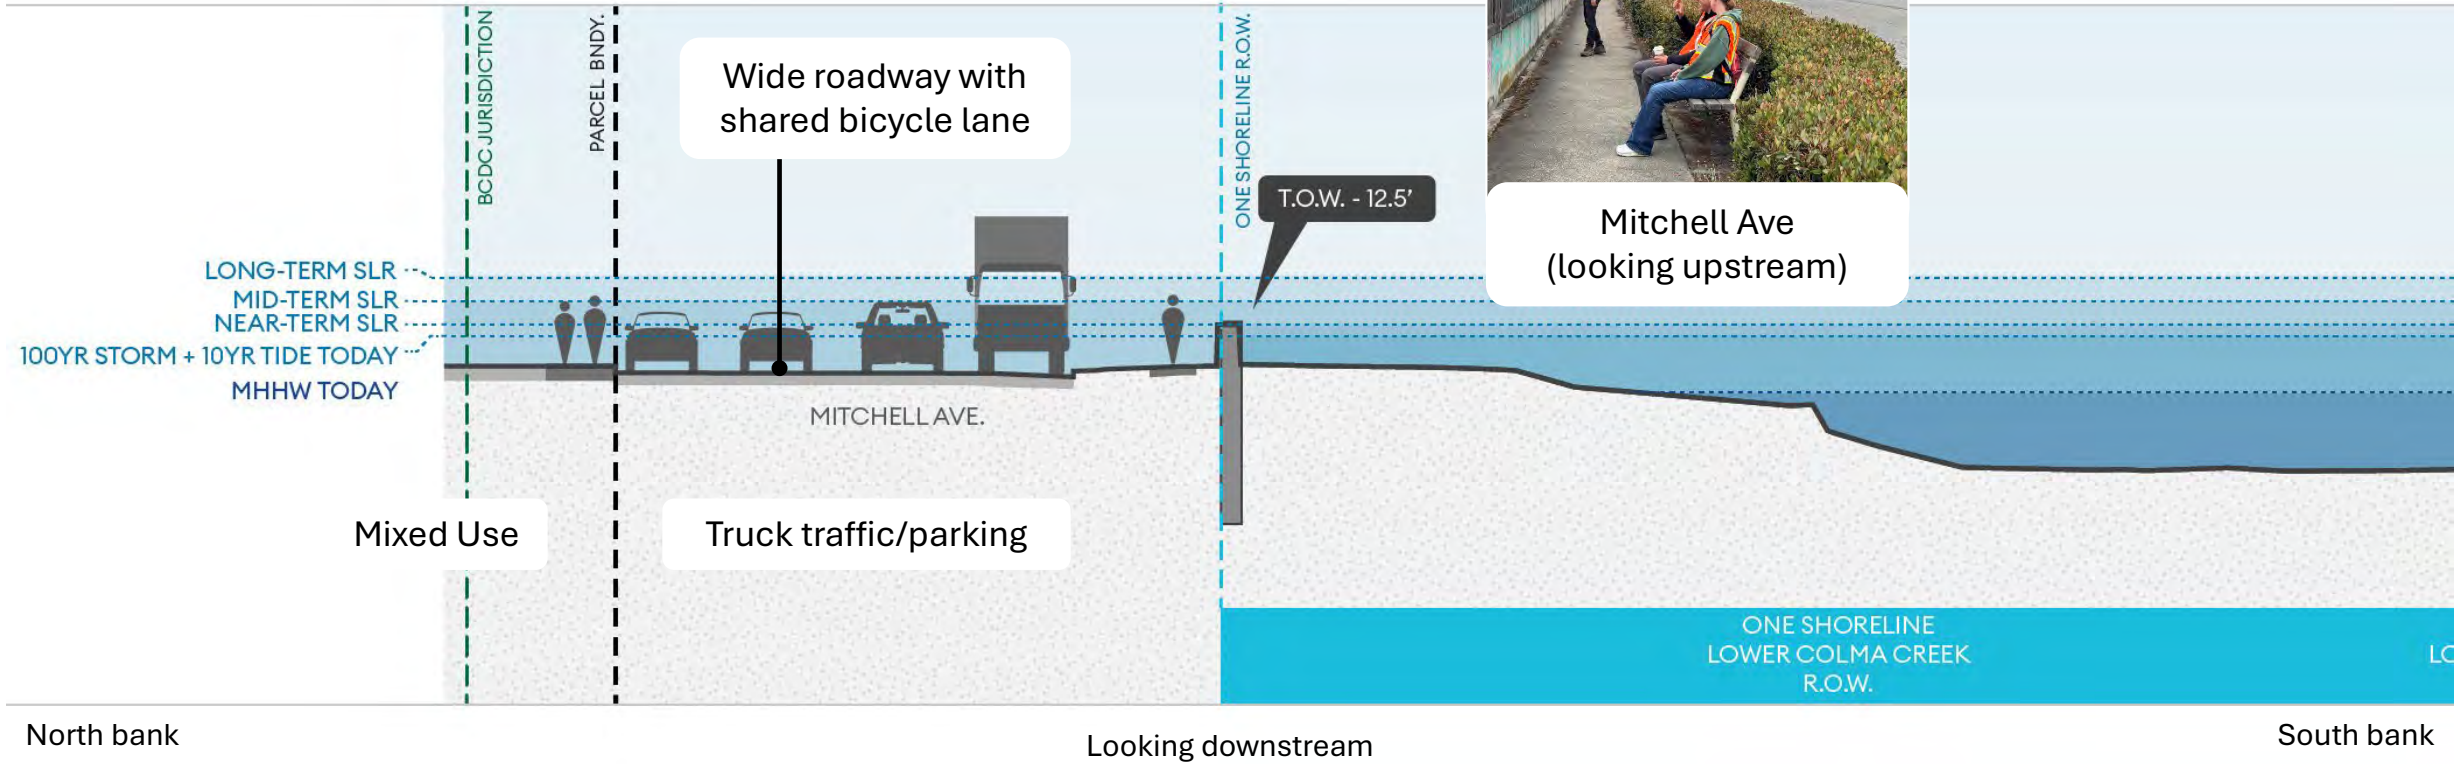 BCDC JURISDICTION
PARCEL BNDY.
Wide roadway with
shared bicycle lane
ONE SHORELINE R.O.W.
T.O.W. - 12.5'
Mitchell Ave
(looking upstream)
LONG-TERM SLR
MID-TERM SLR
NEAR-TERM SLR
100YR STORM + 10YR TIDE TODAY
MHHW TODAY
MITCHELL AVE.
Mixed Use
Truck traffic/parking
ONE SHORELINE
LOWER COLMA CREEK
R.O.W.
LO
North bank
Looking downstream
South bank